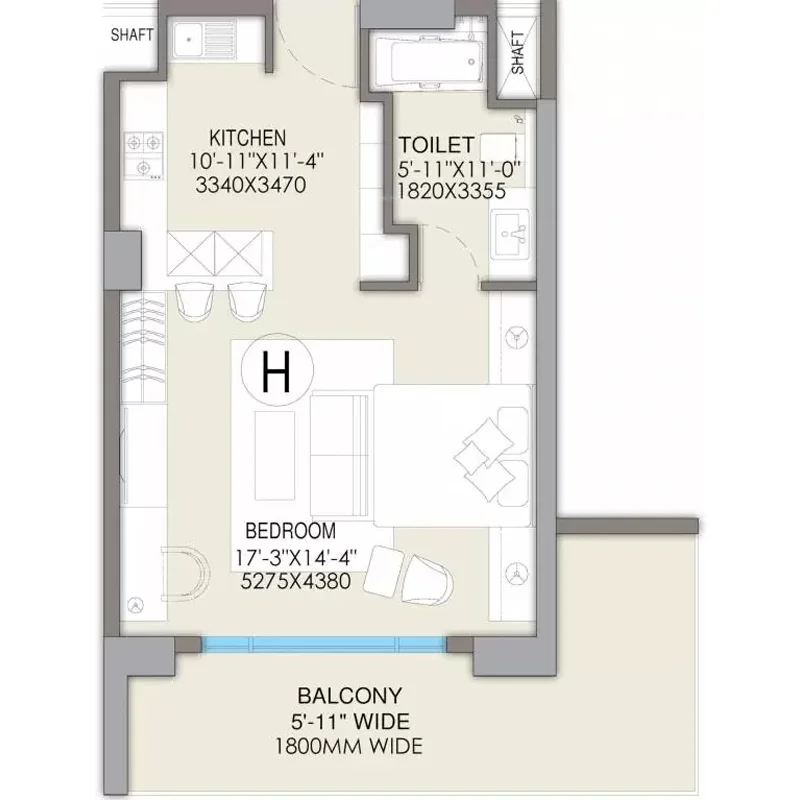 SHAFT
SHAFT
KITCHEN
10'-11"X11'-4"
3340X3470
TOILET
5'-11"X11'-0"
1820X3355
H
BEDROOM
17'-3"X14'-4"
5275X4380
BALCONY
5'-11" WIDE
1800MM WIDE